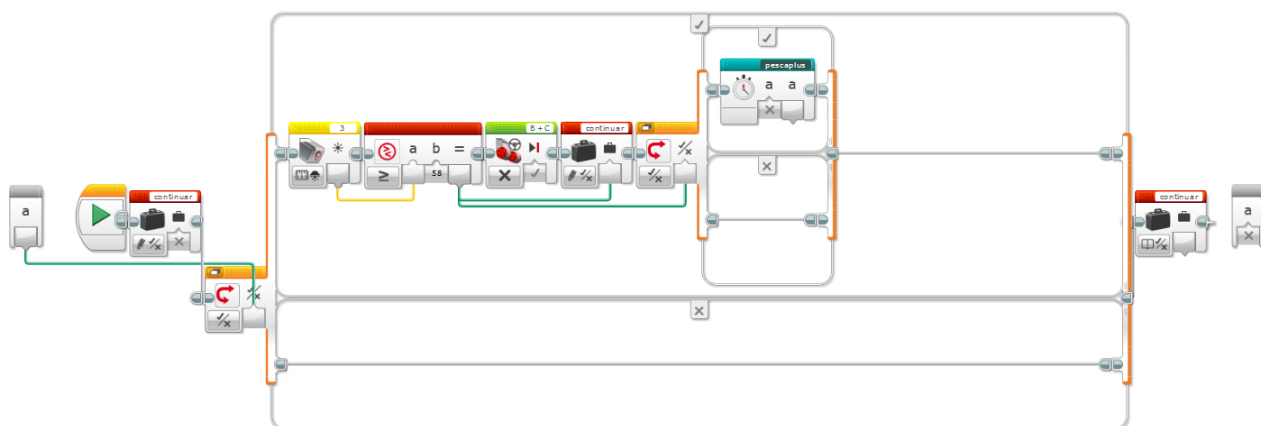 pescaplus
a a
3
B + C
continuar
a b =
≥
58
continuar
a
continuar
a